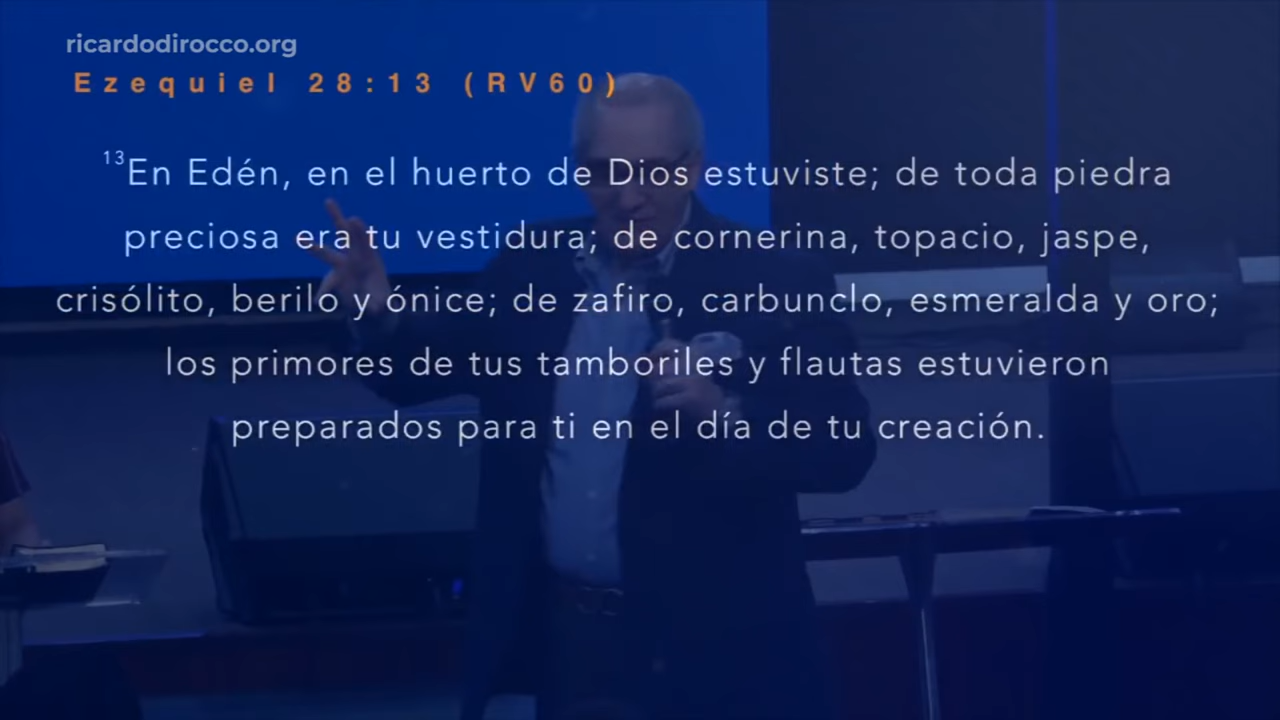 ricardodirocco.org
Ezequiel 28:13 (RV60)
13En Edén, en el huerto de Dios estuviste; de toda piedra
preciosa era tu vestidura; de cornerina, topacio, jaspe,
crisólito, berilo y ónice; de zafiro, carbunclo, esmeralda y oro;
los primores de tus tamboriles y flautas estuvieron
preparados para ti en el día de tu creación.